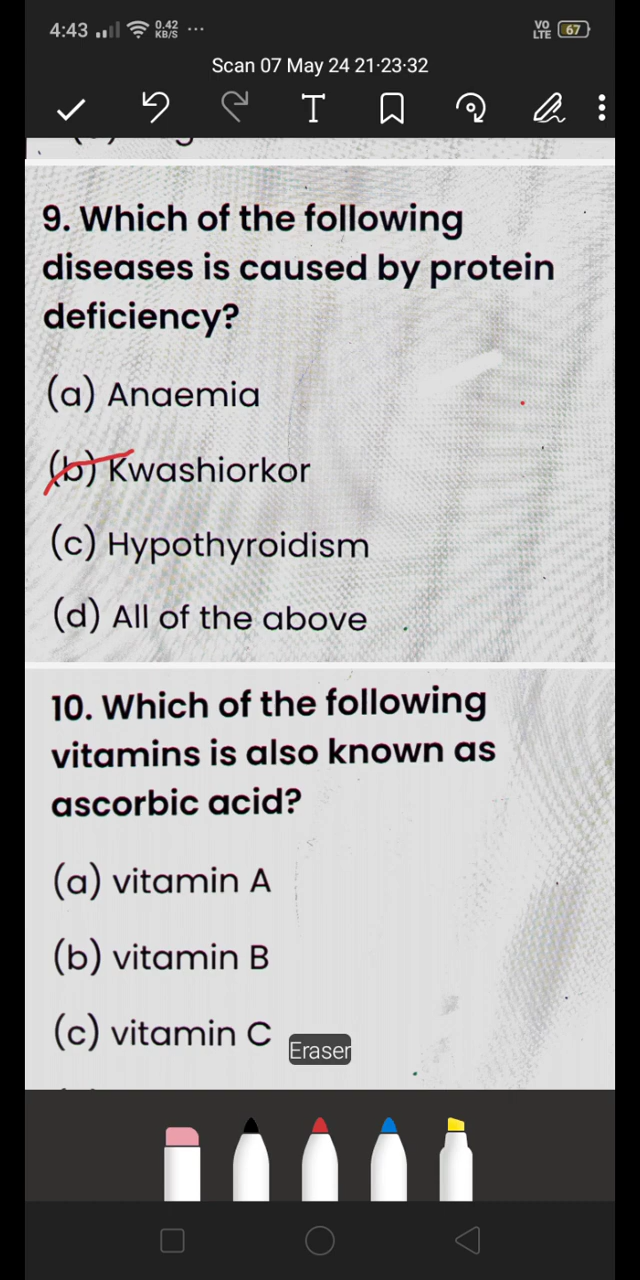 4:43 0.42 KB/S ... VO LTE 67
Scan 07 May 24 21·23·32
T
9. Which of the following
diseases is caused by protein
deficiency?
(a) Anaemia
(b) Kwashiorkor
(c) Hypothyroidism
(d) All of the above
10. Which of the following
vitamins is also known as
ascorbic acid?
(a) vitamin A
(b) vitamin B
(c) vitamin C
Eraser